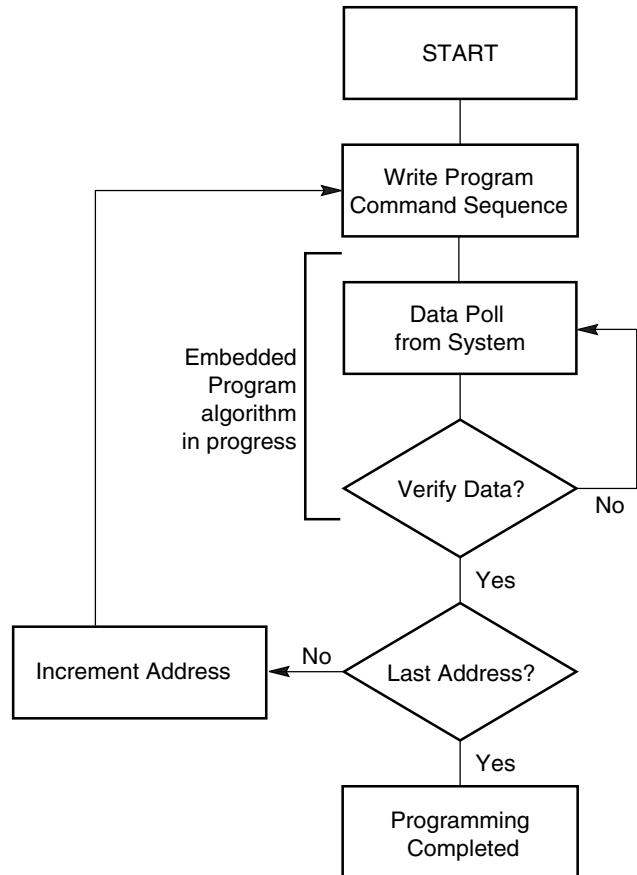 START
Write Program
Command Sequence
Data Poll
from System
Embedded
Program
algorithm
in progress
Verify Data?
No
Yes
Increment Address
No
Last Address?
Yes
Programming
Completed